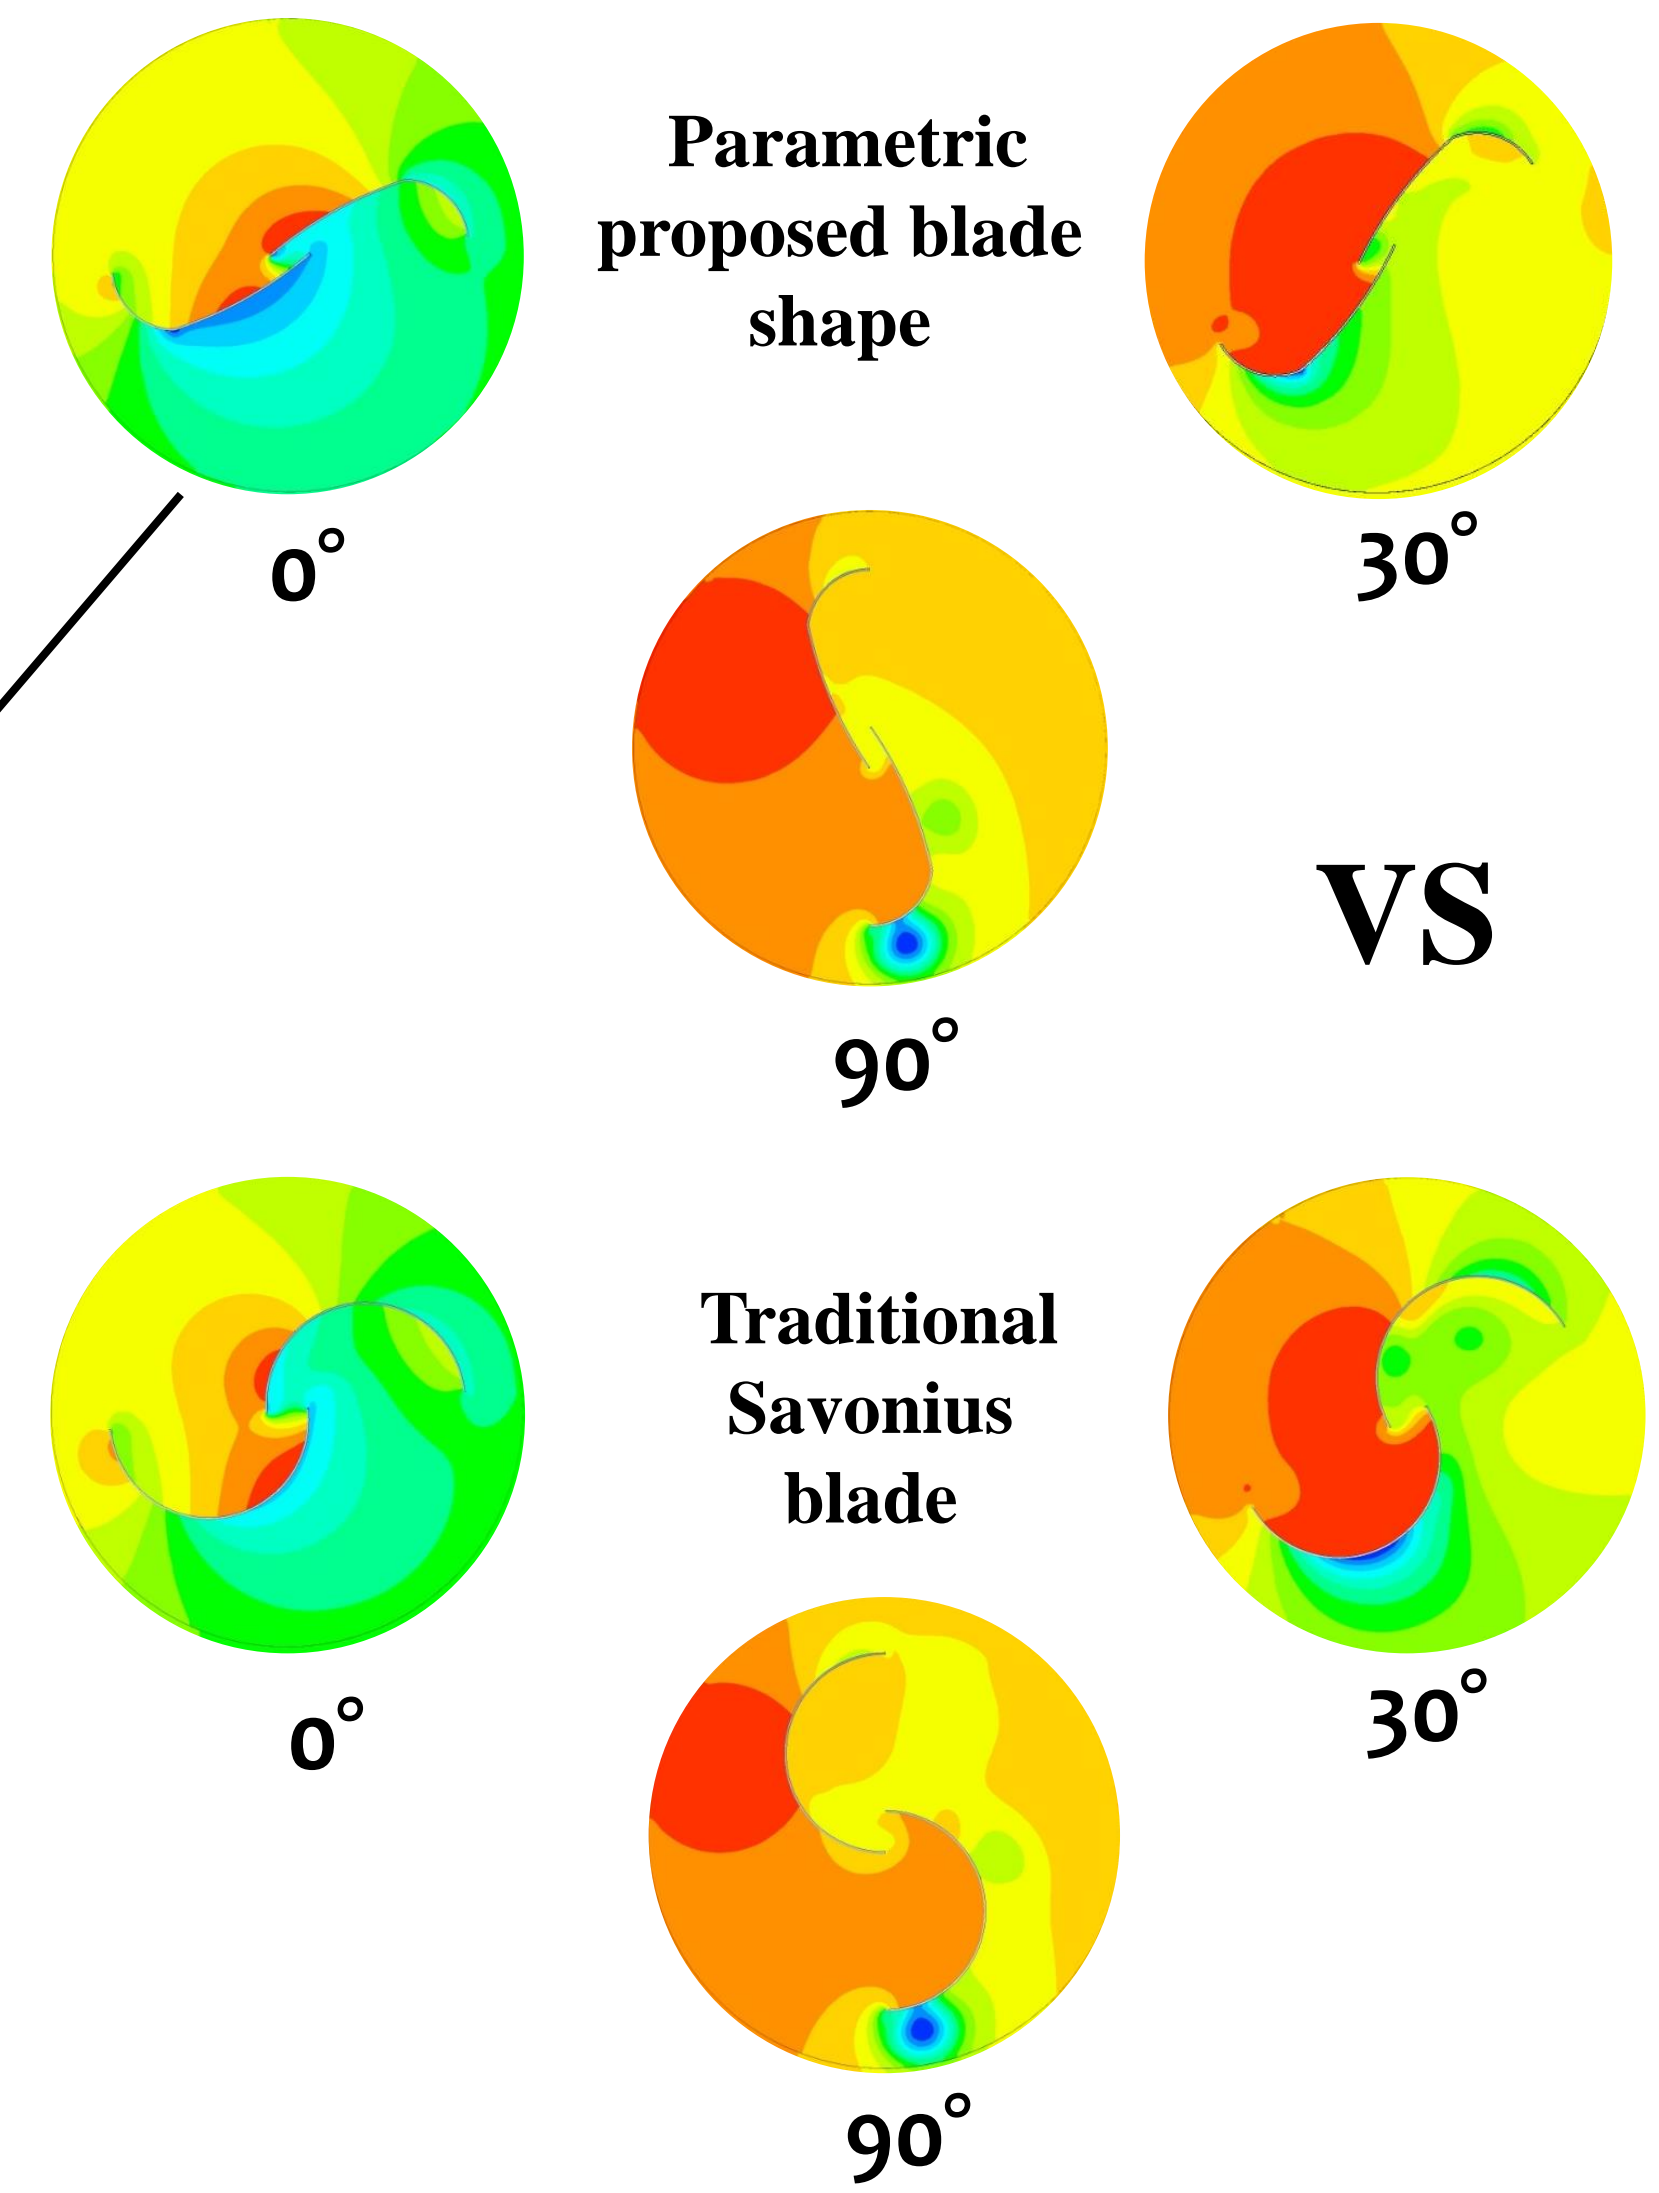 Parametric
proposed blade
shape
0°
30°
90°
VS
Traditional
Savonius
blade
0°
30°
90°